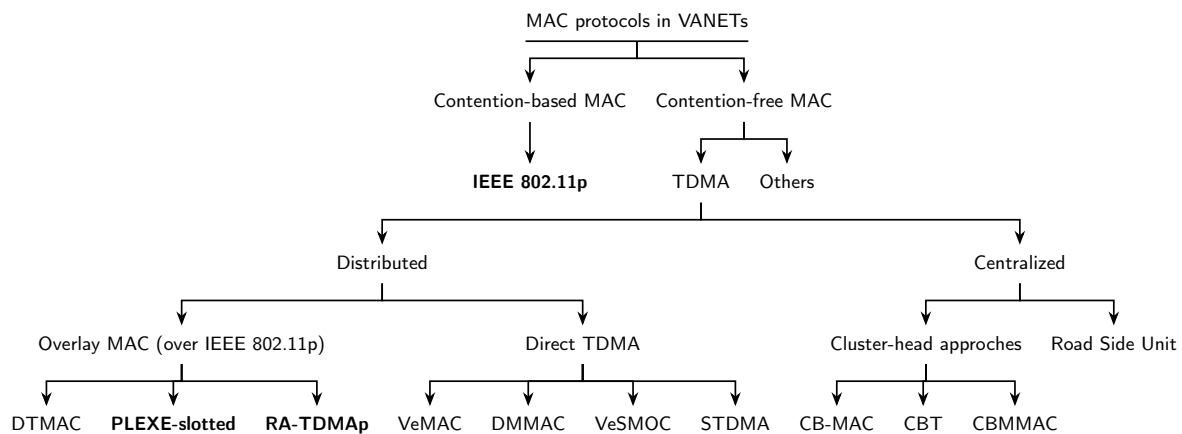 MAC protocols in VANETs
Contention-based MAC Contention-free MAC
IEEE 802.11p TDMA Others
Distributed Centralized
Overlay MAC (over IEEE 802.11p) Direct TDMA Cluster-head approches Road Side Unit
DTMAC PLEXE-slotted RA-TDMAp VeMAC DMMAC VeSMOC STDMA CB-MAC CBT CBMMAC